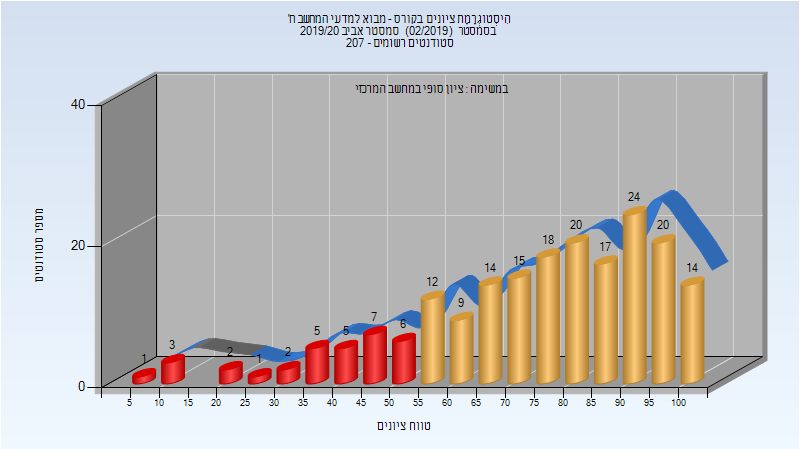 היסטוגרמת ציונים בקורס - מבוא למדעי המחשב ח'
בסמסטר (02/2019) סמסטר אביב 2019/20
סטודנטים רשומים - 207
במשימה : ציון סופי במחשב המרכזי
40
20
0
מספר סטודנטים
1 3 2 1 2 5 5 7 6 12 9 14 15 18 20 17 24 20 14
5 10 15 20 25 30 35 40 45 50 55 60 65 70 75 80 85 90 95 100
טווח ציונים